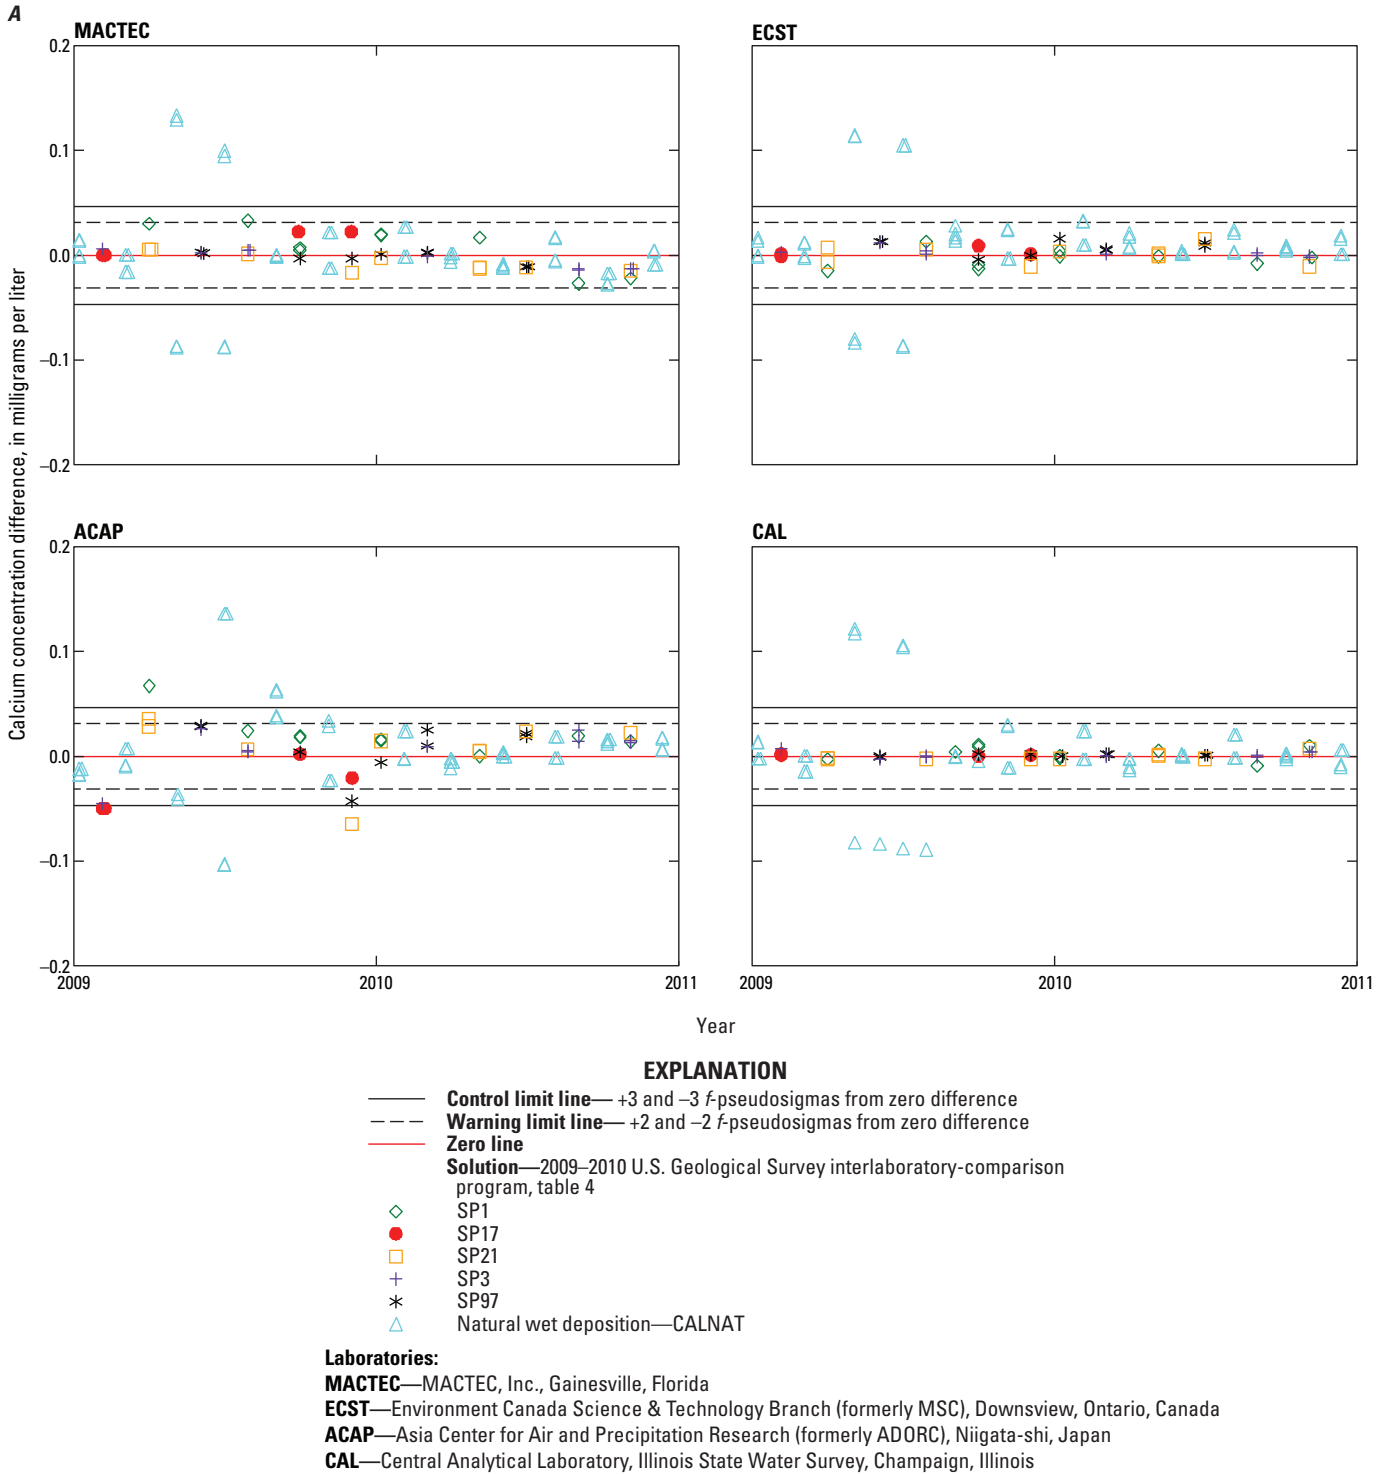 A
MACTEC
ECST
0.2
0.1
0.0
–0.1
–0.2
ACAP
CAL
0.2
0.1
0.0
–0.1
–0.2
Calcium concentration difference, in milligrams per liter
2009
2010
2011
2009
2010
2011
Year
EXPLANATION
Control limit line— +3 and –3 f-pseudosigmas from zero difference
Warning limit line— +2 and –2 f-pseudosigmas from zero difference
Zero line
Solution—2009–2010 U.S. Geological Survey interlaboratory-comparison
program, table 4
SP1
SP17
SP21
SP3
SP97
Natural wet deposition—CALNAT
Laboratories:
MACTEC—MACTEC, Inc., Gainesville, Florida
ECST—Environment Canada Science & Technology Branch (formerly MSC), Downsview, Ontario, Canada
ACAP—Asia Center for Air and Precipitation Research (formerly ADORC), Niigata-shi, Japan
CAL—Central Analytical Laboratory, Illinois State Water Survey, Champaign, Illinois